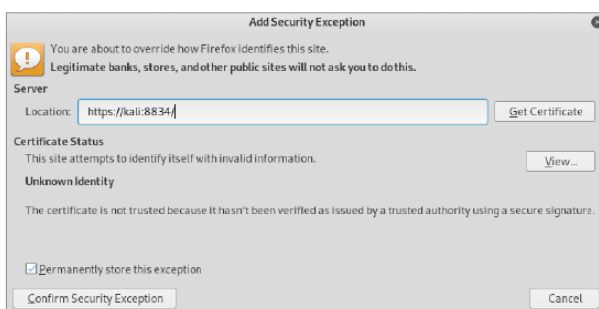 Add Security Exception
You are about to override how Firefox identifies this site.
Legitimate banks, stores, and other public sites will not ask you to do this.
Server
Location: https://kali:8834/ Get Certificate
Certificate Status
This site attempts to identify itself with invalid information. View...
Unknown Identity
The certificate is not trusted because it hasn't been verified as issued by a trusted authority using a secure signature.
Permanently store this exception
Confirm Security Exception Cancel